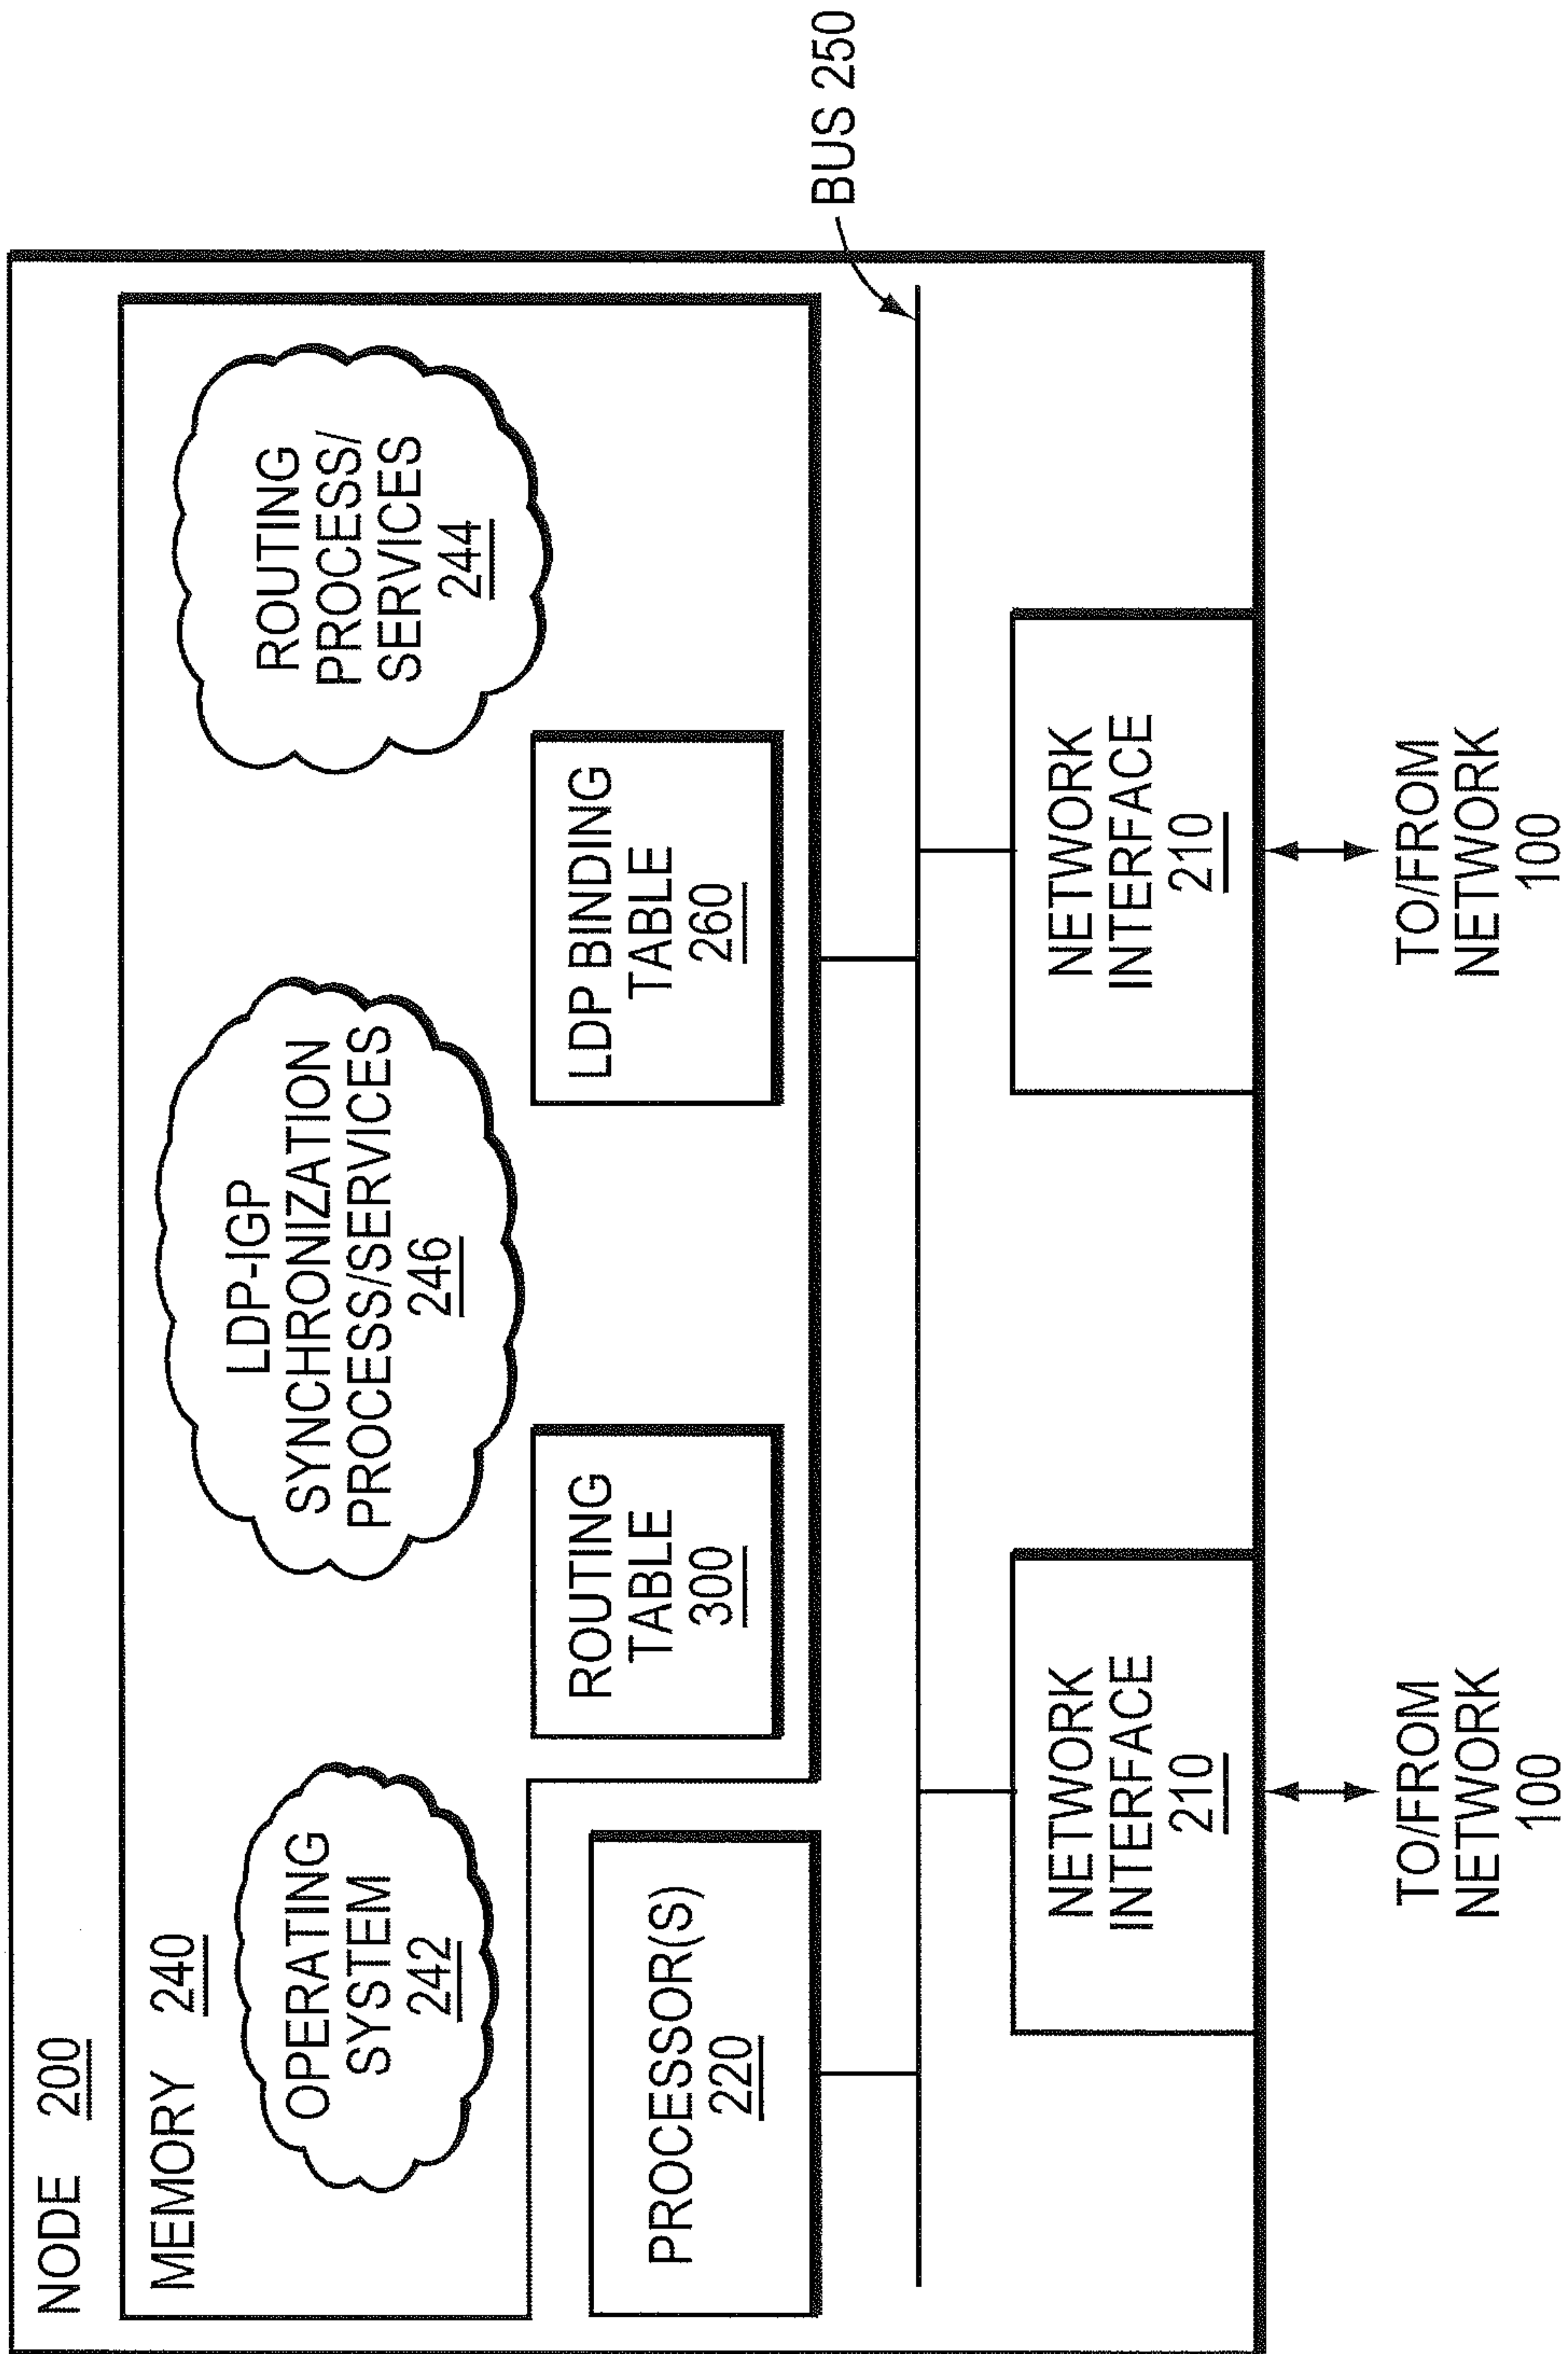 NODE 200
MEMORY 240
OPERATING
SYSTEM
242
LDP-IGP
SYNCHRONIZATION
PROCESS/SERVICES
246
ROUTING
PROCESS/
SERVICES
244
ROUTING
TABLE
300
LDP BINDING
TABLE
260
PROCESSOR(S)
220
BUS 250
NETWORK
INTERFACE
210
NETWORK
INTERFACE
210
TO/FROM
NETWORK
100
TO/FROM
NETWORK
100